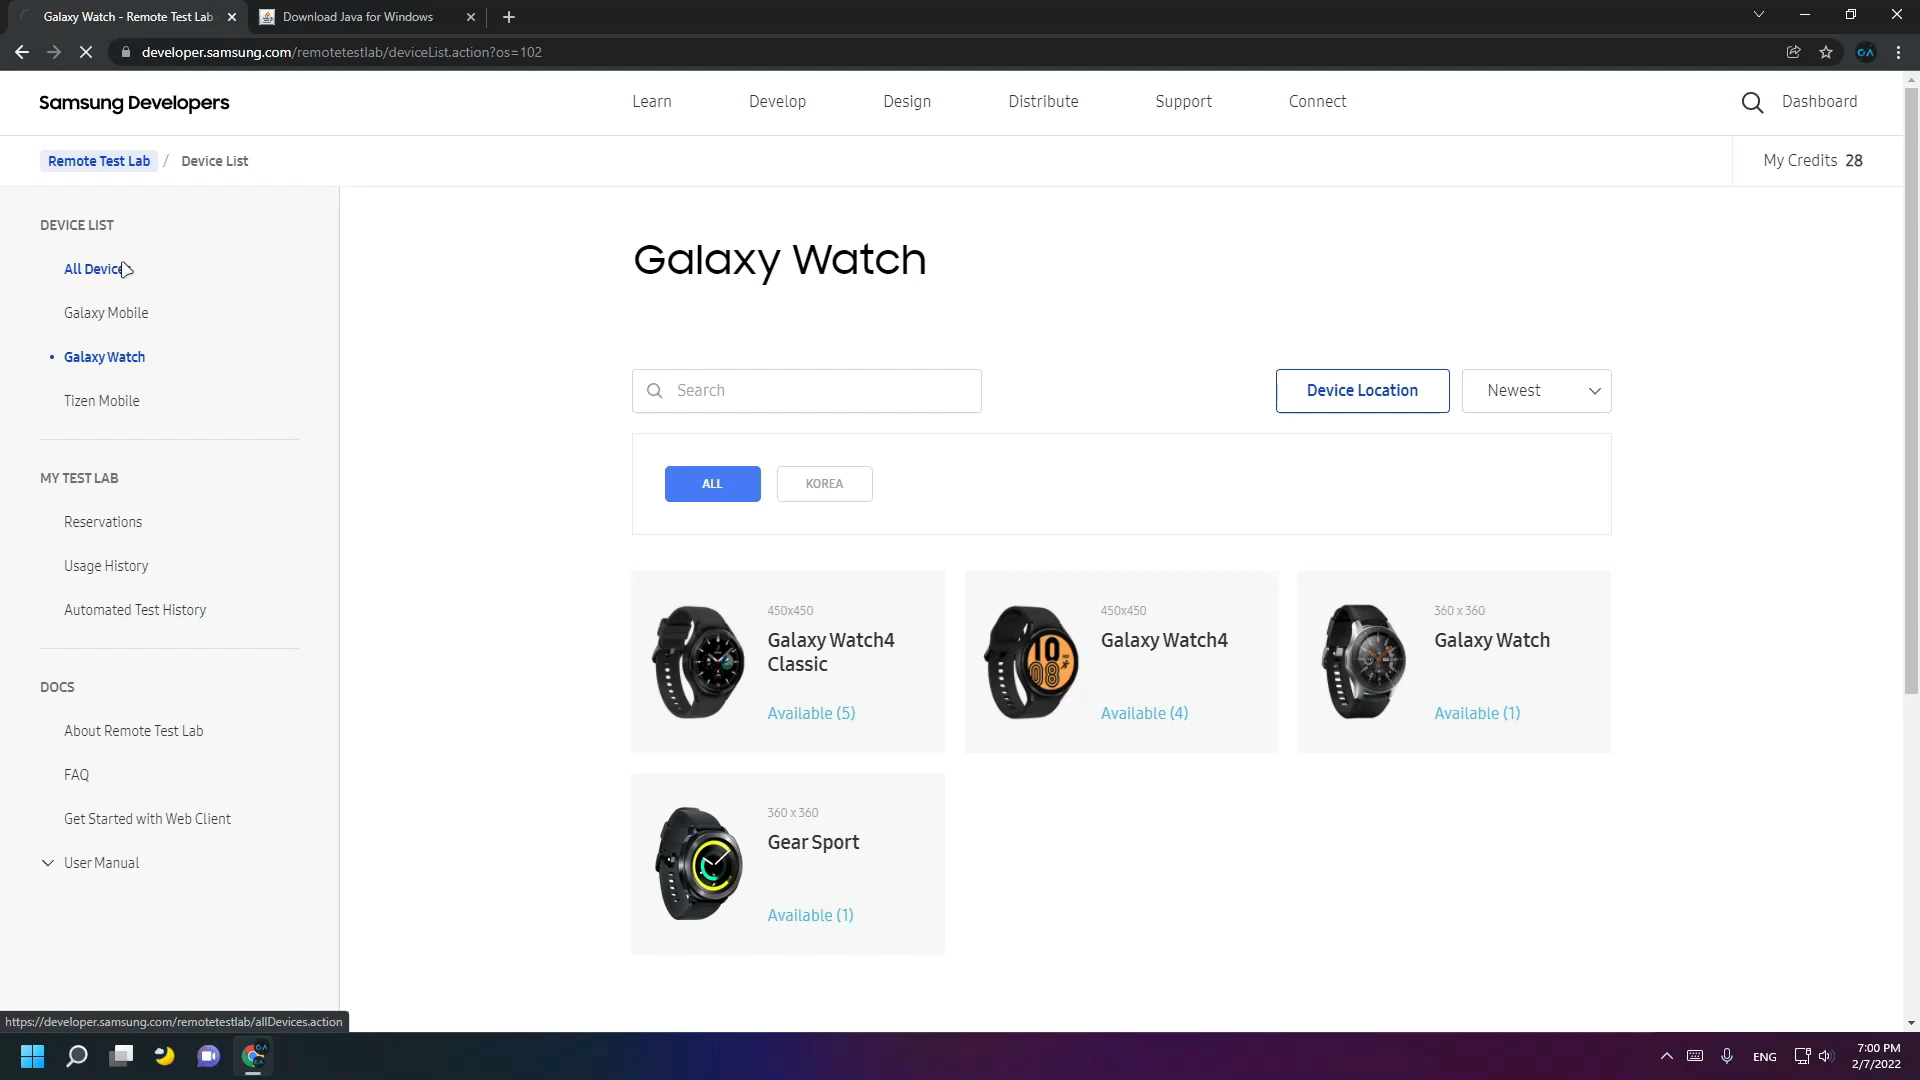 Galaxy Watch - Remote Test Lab
Download Java for Windows
developer.samsung.com/remotetestlab/deviceList.action?os=102
Samsung Developers
Learn
Develop
Design
Distribute
Support
Connect
Dashboard
Remote Test Lab / Device List
My Credits 28
DEVICE LIST
All Device
Galaxy Mobile
Galaxy Watch
Tizen Mobile
MY TEST LAB
Reservations
Usage History
Automated Test History
DOCS
About Remote Test Lab
FAQ
Get Started with Web Client
User Manual
Galaxy Watch
Search
Device Location
Newest
ALL
KOREA
450x450
Galaxy Watch4
Classic
Available (5)
450x450
Galaxy Watch4
Available (4)
360 x 360
Galaxy Watch
Available (1)
360 x 360
Gear Sport
Available (1)
https://developer.samsung.com/remotetestlab/allDevices.action
ENG
7:00 PM
2/7/2022